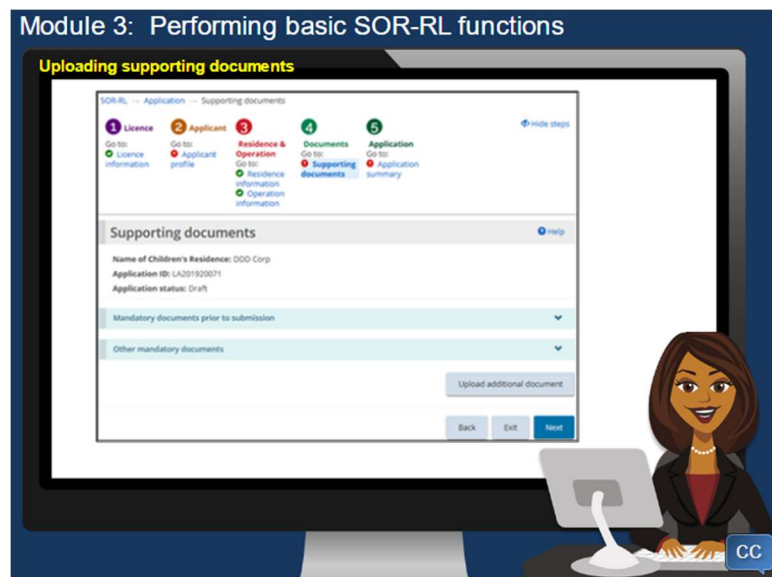 Module 3: Performing basic SOR-RL functions
Uploading supporting documents
SOR-RL → Application → Supporting documents
1 Licence
Go to:
Licence
information
2 Applicant
Go to:
Applicant
profile
3
Residence &
Operation
Go to:
Residence
information
Operation
information
4
Documents
Go to:
Supporting
documents
5
Application
Go to:
Application
summary
Hide steps
Supporting documents
Help
Name of Children's Residence: DDD Corp
Application ID: LA201920071
Application status: Draft
Mandatory documents prior to submission
Other mandatory documents
Upload additional document
Back Exit Next
CC